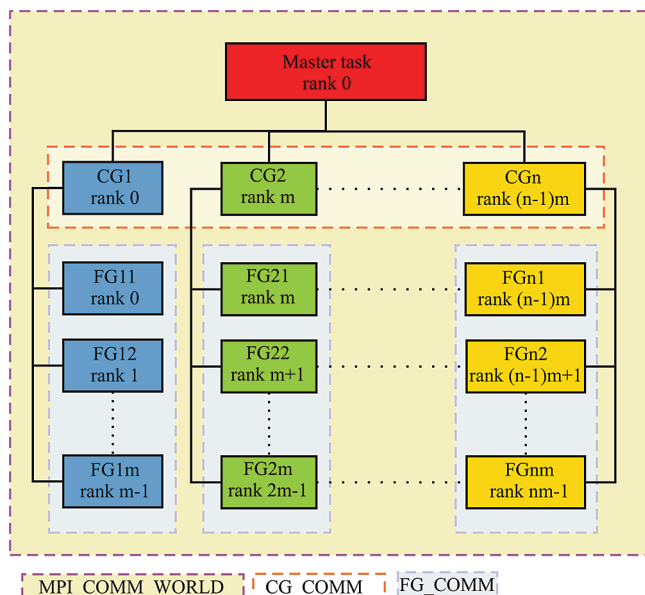 Master task
rank 0
CG1
rank 0
CG2
rank m
CGn
rank (n-1)m
FG11
rank 0
FG21
rank m
FGn1
rank (n-1)m
FG12
rank 1
FG22
rank m+1
FGn2
rank (n-1)m+1
FG1m
rank m-1
FG2m
rank 2m-1
FGnm
rank nm-1
MPI_COMM_WORLD
CG_COMM
FG_COMM